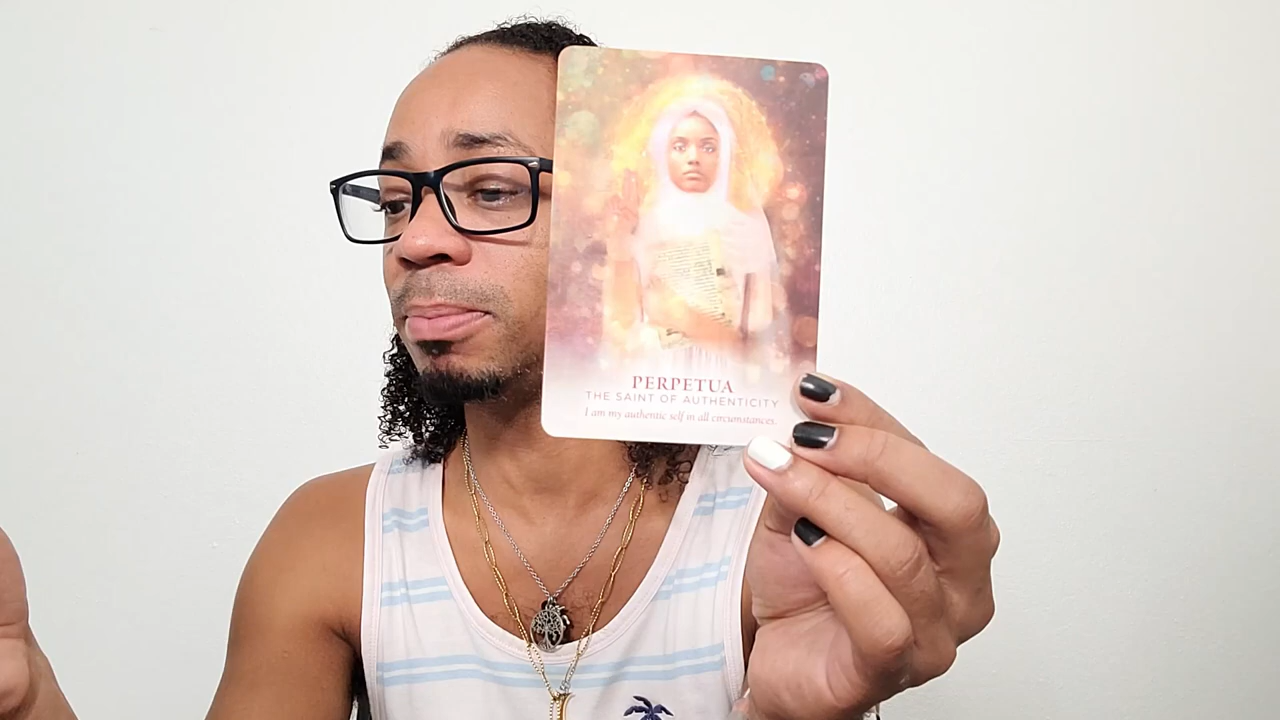 PERPETUA
THE SAINT OF AUTHENTICITY
I am my authentic self in all circumstances.